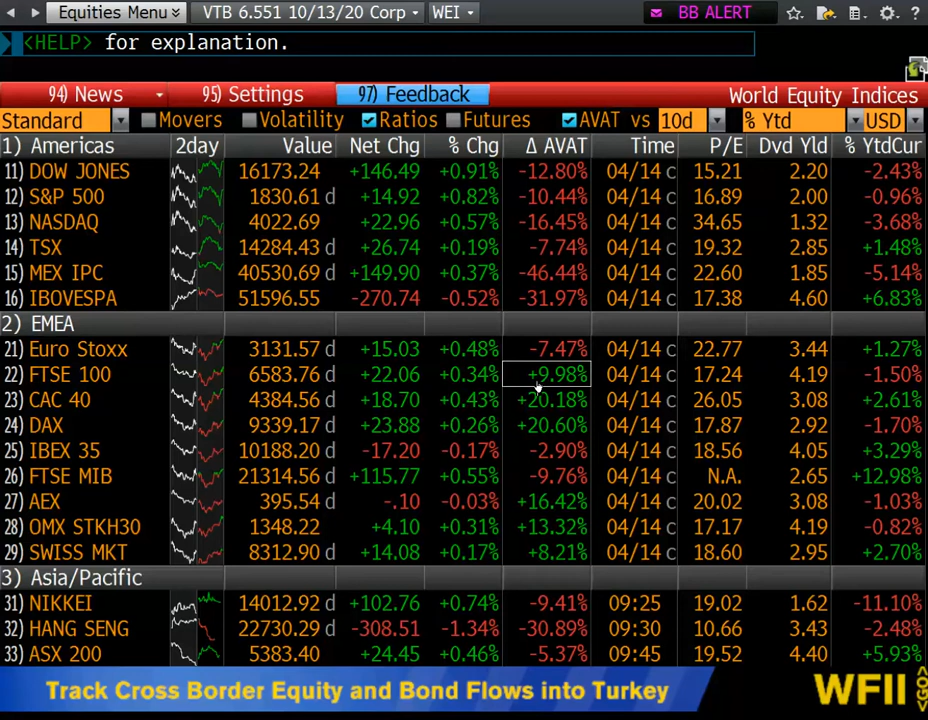 Equities Menu VTB 6.551 10/13/20 Corp WEI BB ALERT ?
<HELP> for explanation.
94) News 95) Settings 97) Feedback World Equity Indices
Standard Movers Volatility Ratios Futures AVAT vs 10d % Ytd USD
1) Americas 2day Value Net Chg % Chg Δ AVAT Time P/E Dvd Yld % YtdCur
11) DOW JONES 16173.24 +146.49 +0.91% -12.80% 04/14 c 15.21 2.20 -2.43%
12) S&P 500 1830.61 d +14.92 +0.82% -10.44% 04/14 c 16.89 2.00 -0.96%
13) NASDAQ 4022.69 +22.96 +0.57% -16.45% 04/14 c 34.65 1.32 -3.68%
14) TSX 14284.43 d +26.74 +0.19% -7.74% 04/14 c 19.32 2.85 +1.48%
15) MEX IPC 40530.69 d +149.90 +0.37% -46.44% 04/14 c 22.60 1.85 -5.14%
16) IBOVESPA 51596.55 -270.74 -0.52% -31.97% 04/14 c 17.38 4.60 +6.83%
2) EMEA
21) Euro Stoxx 3131.57 d +15.03 +0.48% -7.47% 04/14 c 22.77 3.44 +1.27%
22) FTSE 100 6583.76 d +22.06 +0.34% +9.98% 04/14 c 17.24 4.19 -1.50%
23) CAC 40 4384.56 d +18.70 +0.43% +20.18% 04/14 c 26.05 3.08 +2.61%
24) DAX 9339.17 d +23.88 +0.26% +20.60% 04/14 c 17.87 2.92 -1.70%
25) IBEX 35 10188.20 d -17.20 -0.17% -2.90% 04/14 c 18.56 4.05 +3.29%
26) FTSE MIB 21314.56 d +115.77 +0.55% -9.76% 04/14 c N.A. 2.65 +12.98%
27) AEX 395.54 d -.10 -0.03% +16.42% 04/14 c 20.02 3.08 -1.03%
28) OMX STKH30 1348.22 +4.10 +0.31% +13.32% 04/14 c 17.17 4.19 -0.82%
29) SWISS MKT 8312.90 d +14.08 +0.17% +8.21% 04/14 c 18.60 2.95 +2.70%
3) Asia/Pacific
31) NIKKEI 14012.92 d +102.76 +0.74% -9.41% 09:25 19.02 1.62 -11.10%
32) HANG SENG 22730.29 d -308.51 -1.34% -30.89% 09:30 10.66 3.43 -2.48%
33) ASX 200 5383.40 +24.45 +0.46% -5.37% 09:45 19.52 4.40 +5.93%
Track Cross Border Equity and Bond Flows into Turkey WFII <GO>